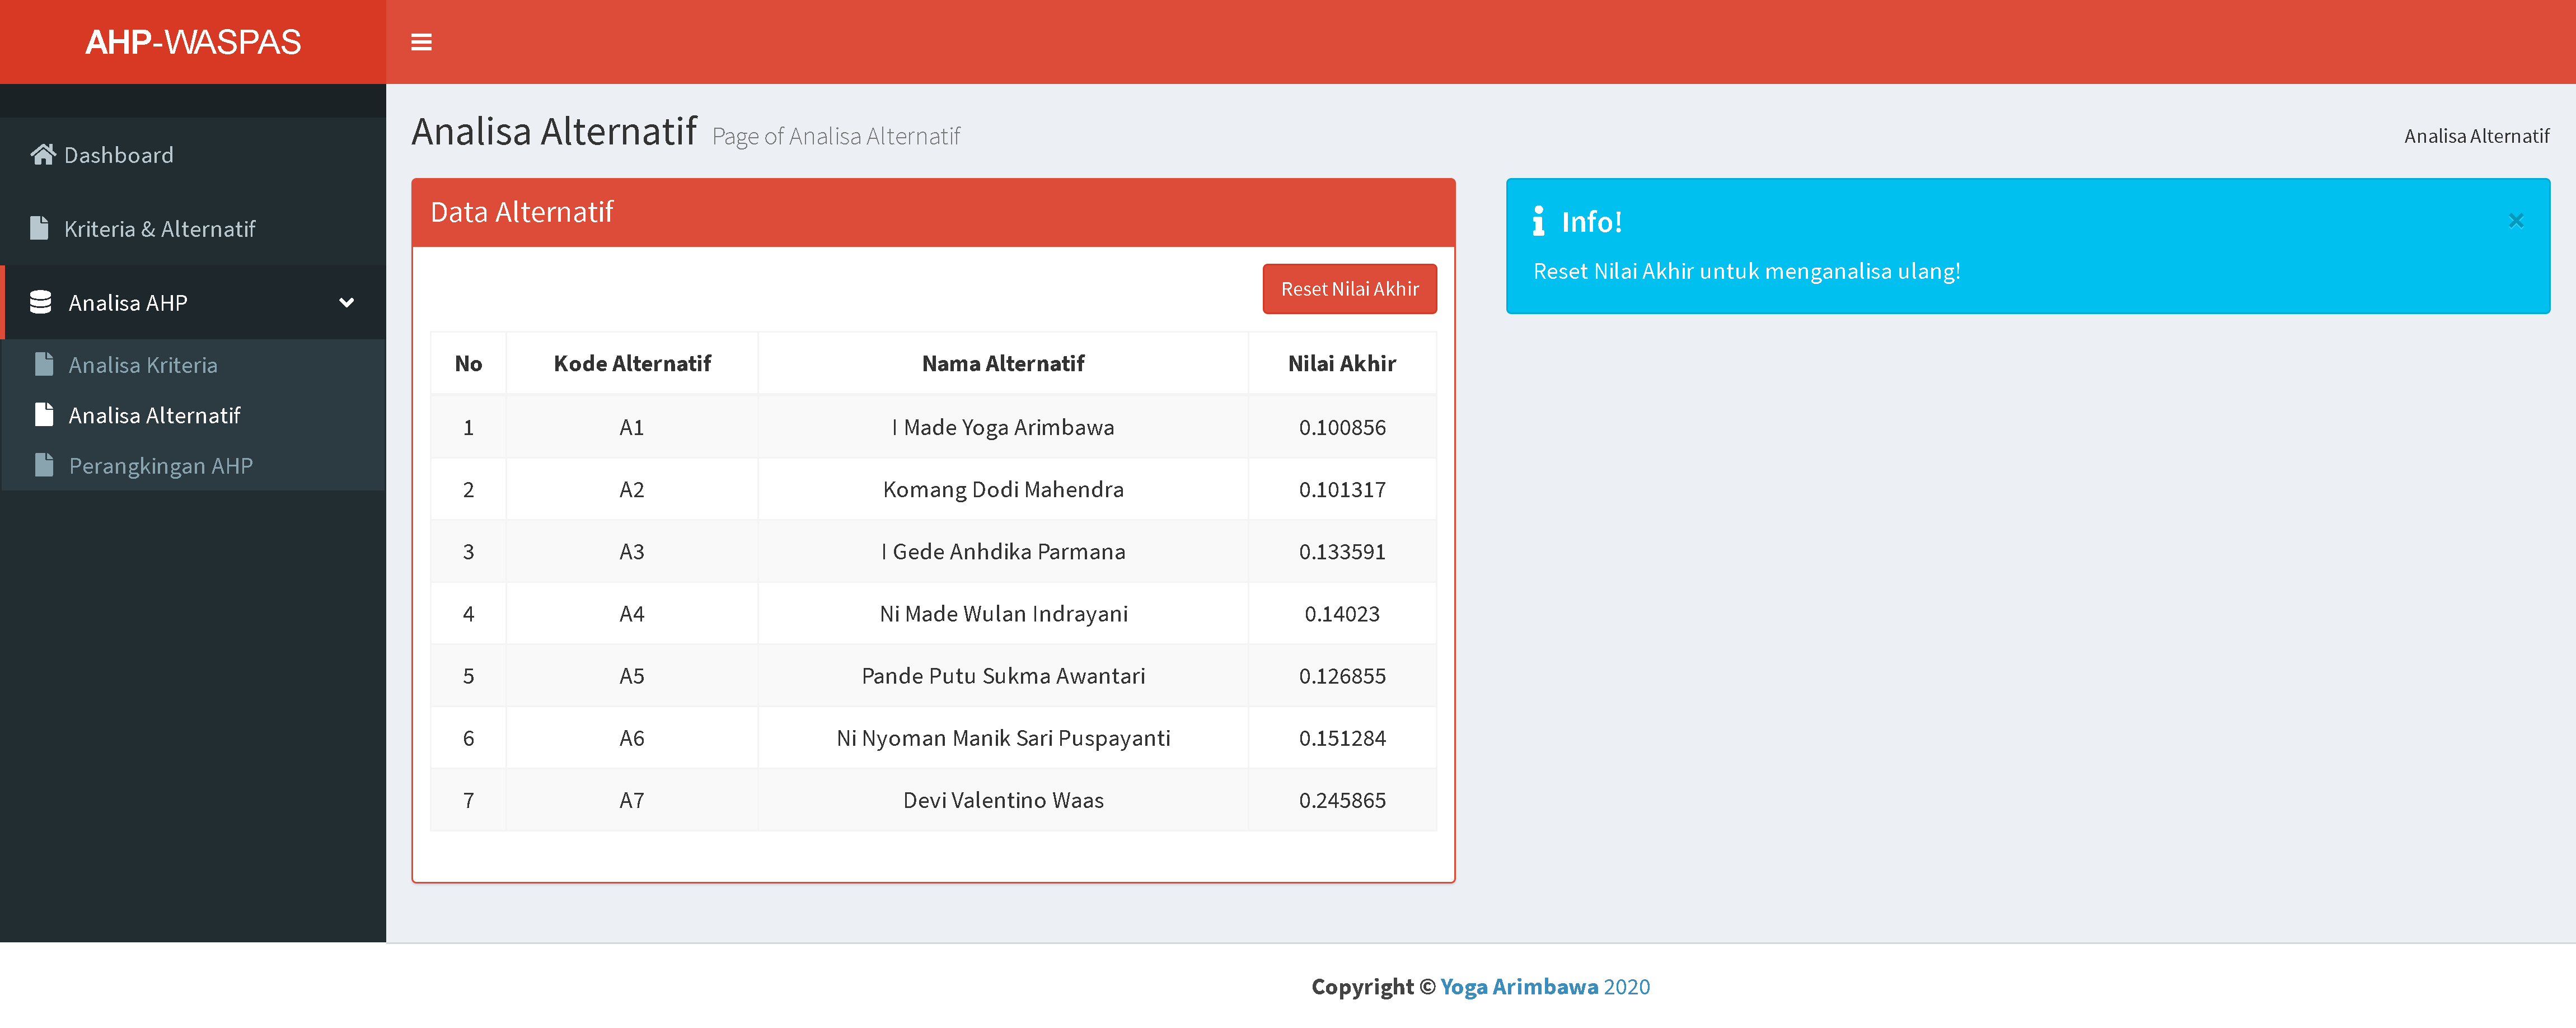 AHP-WASPAS
Dashboard
Kriteria & Alternatif
Analisa AHP
Analisa Kriteria
Analisa Alternatif
Perangkingan AHP
Analisa Alternatif Page of Analisa Alternatif
Analisa Alternatif
Data Alternatif
Reset Nilai Akhir
No Kode Alternatif Nama Alternatif Nilai Akhir
1 A1 I Made Yoga Arimbawa 0.100856
2 A2 Komang Dodi Mahendra 0.101317
3 A3 I Gede Anhdika Parmana 0.133591
4 A4 Ni Made Wulan Indrayani 0.14023
5 A5 Pande Putu Sukma Awantari 0.126855
6 A6 Ni Nyoman Manik Sari Puspayanti 0.151284
7 A7 Devi Valentino Waas 0.245865
Info!
×
Reset Nilai Akhir untuk menganalisa ulang!
Copyright © Yoga Arimbawa 2020